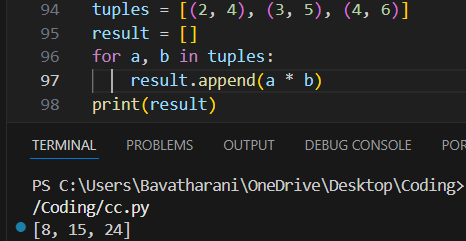 94 tuples = [(2, 4), (3, 5), (4, 6)]
95 result = []
96 for a, b in tuples:
97     result.append(a * b)
98 print(result)
TERMINAL PROBLEMS OUTPUT DEBUG CONSOLE POR
PS C:\Users\Bavatharani\OneDrive\Desktop\Coding>
/Coding/cc.py
[8, 15, 24]